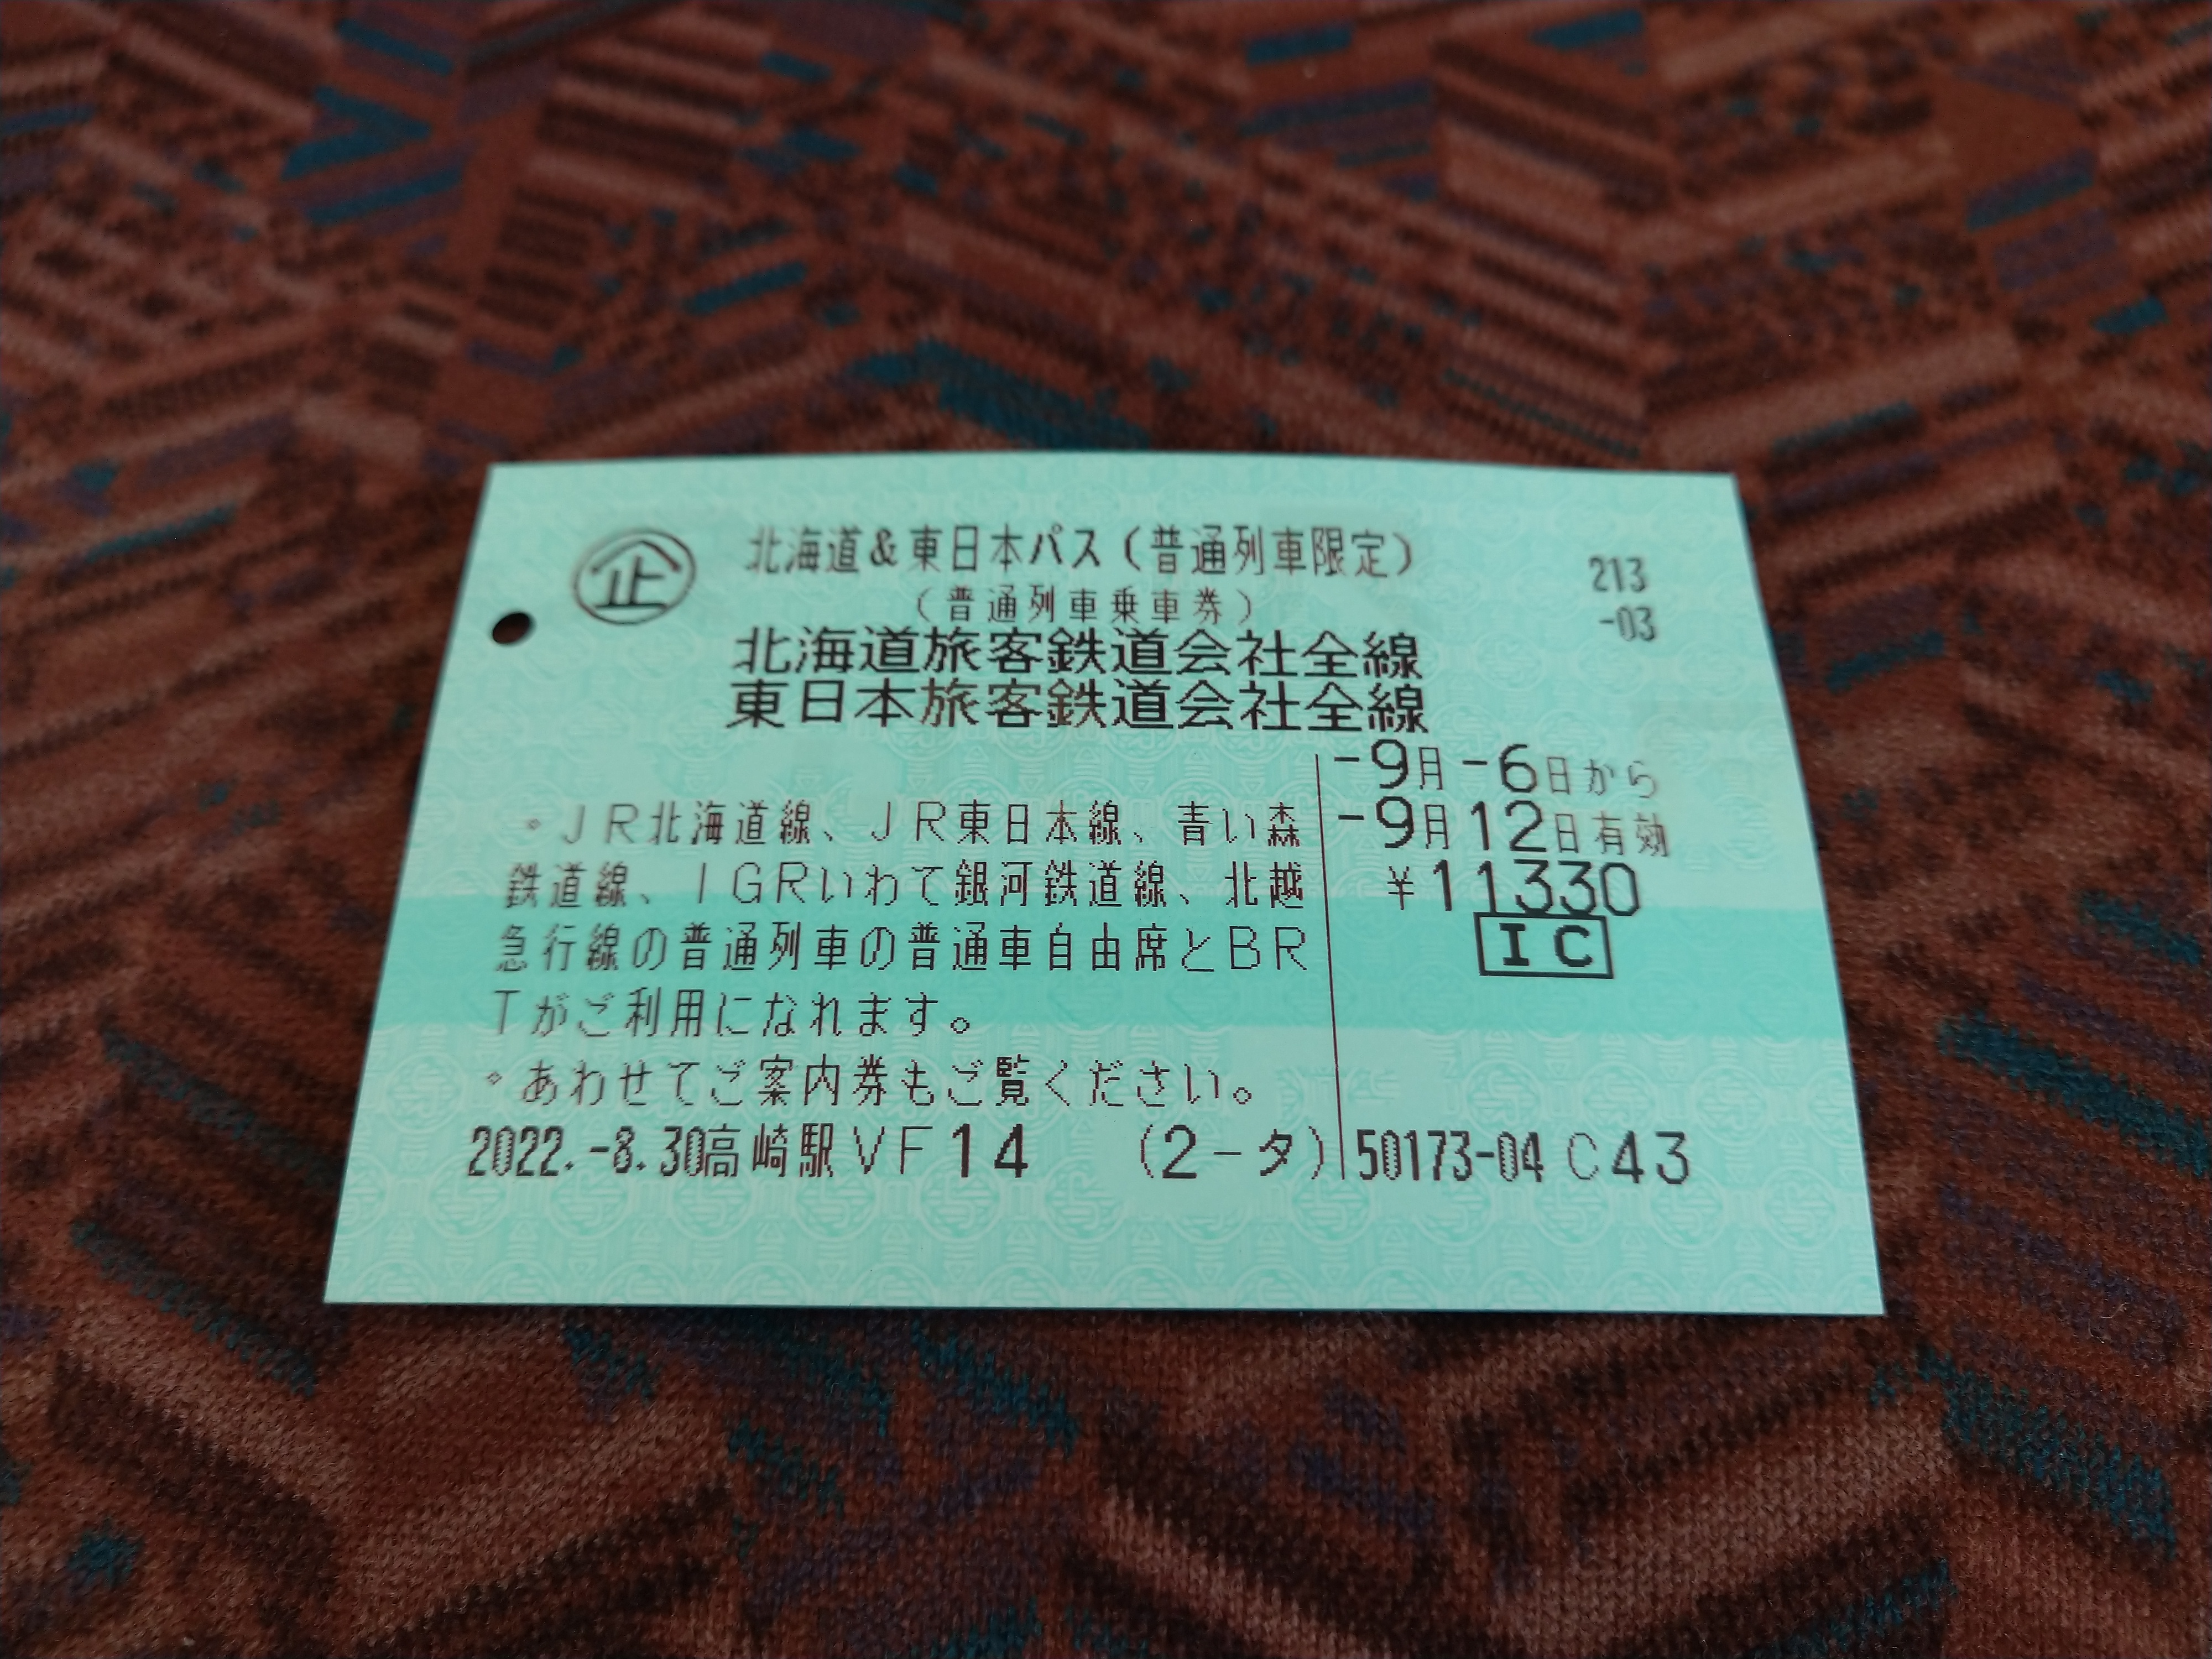 企 北海道&東日本パス(普通列車限定) 213
(普通列車乗車券) -03
北海道旅客鉄道会社全線
東日本旅客鉄道会社全線
-9月-6日から
-9月12日有効
¥11330
IC
◦JR北海道線、JR東日本線、青い森
鉄道線、IGRいわて銀河鉄道線、北越
急行線の普通列車の普通車自由席とBR
Tがご利用になれます。
◦あわせてご案内券もご覧ください。
2022.-8.30高崎駅VF14 (2-タ) 50173-04 C43